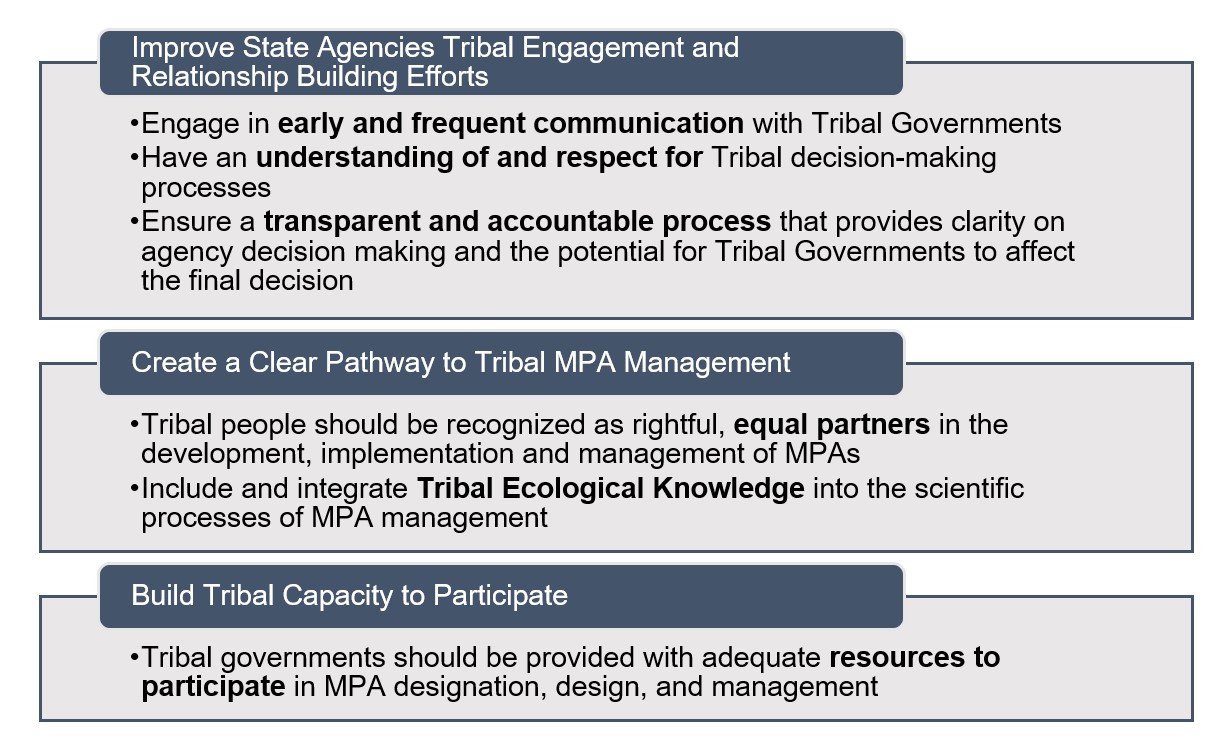 Improve State Agencies Tribal Engagement and
Relationship Building Efforts
•Engage in early and frequent communication with Tribal Governments
•Have an understanding of and respect for Tribal decision-making
processes
•Ensure a transparent and accountable process that provides clarity on
agency decision making and the potential for Tribal Governments to affect
the final decision
Create a Clear Pathway to Tribal MPA Management
•Tribal people should be recognized as rightful, equal partners in the
development, implementation and management of MPAs
•Include and integrate Tribal Ecological Knowledge into the scientific
processes of MPA management
Build Tribal Capacity to Participate
•Tribal governments should be provided with adequate resources to
participate in MPA designation, design, and management